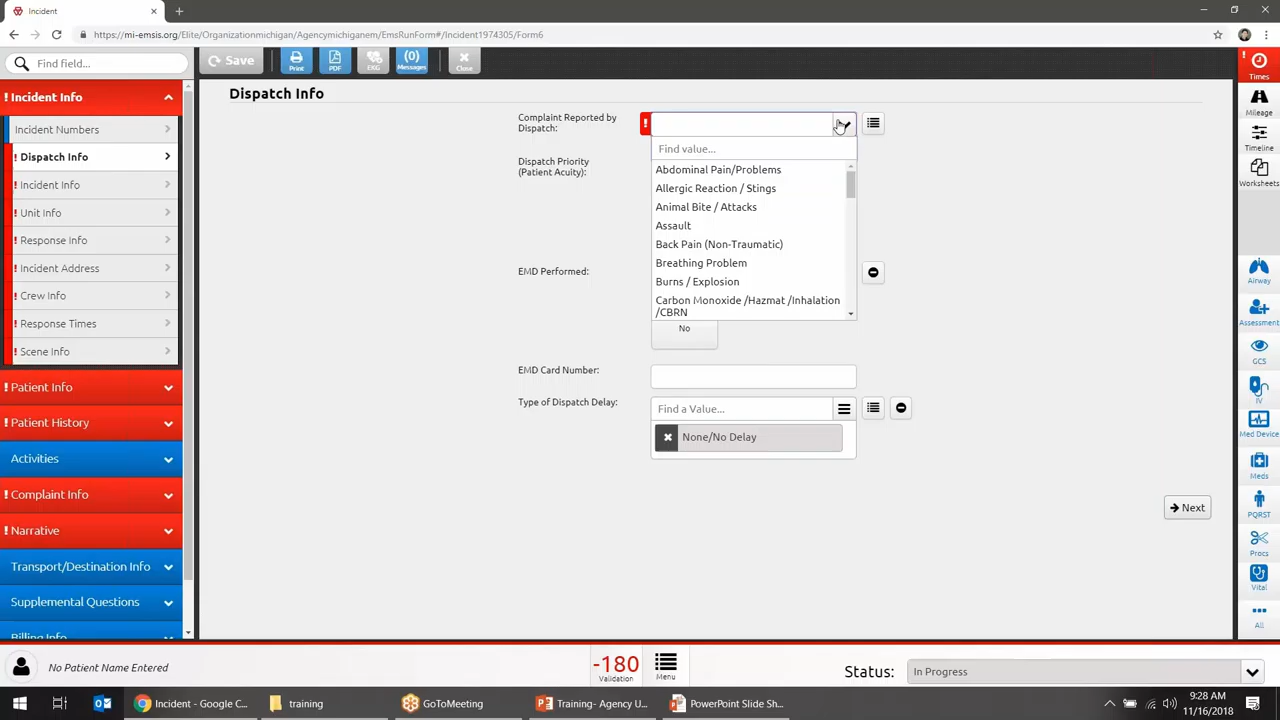 Incident
https://mi-emsis.org/Elite/Organizationmichigan/Agencymichiganem/EmsRunForm#/Incident1974305/Form6
Find field...
Save
Print
PDF
EKG
(0)
Messages
Close
! Incident Info
Incident Numbers
! Dispatch Info
! Incident Info
! Unit Info
! Response Info
! Incident Address
! Crew Info
! Response Times
! Scene Info
! Patient Info
! Patient History
Activities
! Complaint Info
! Narrative
Transport/Destination Info
Supplemental Questions
Billing Info
Dispatch Info
Complaint Reported by
Dispatch:
!
Find value...
Abdominal Pain/Problems
Allergic Reaction / Stings
Animal Bite / Attacks
Assault
Back Pain (Non-Traumatic)
Breathing Problem
Burns / Explosion
Carbon Monoxide /Hazmat /Inhalation
/CBRN
Dispatch Priority
(Patient Acuity):
EMD Performed:
No
EMD Card Number:
Type of Dispatch Delay:
Find a Value...
None/No Delay
Next
!
Times
Mileage
Timeline
Worksheets
Airway
Assessment
GCS
IV
Med Device
Meds
PQRST
Procs
Vital
All
No Patient Name Entered
-180
Validation
Menu
Status:
In Progress
Incident - Google C...
training
GoToMeeting
Training- Agency U...
PowerPoint Slide Sh...
9:28 AM
11/16/2018